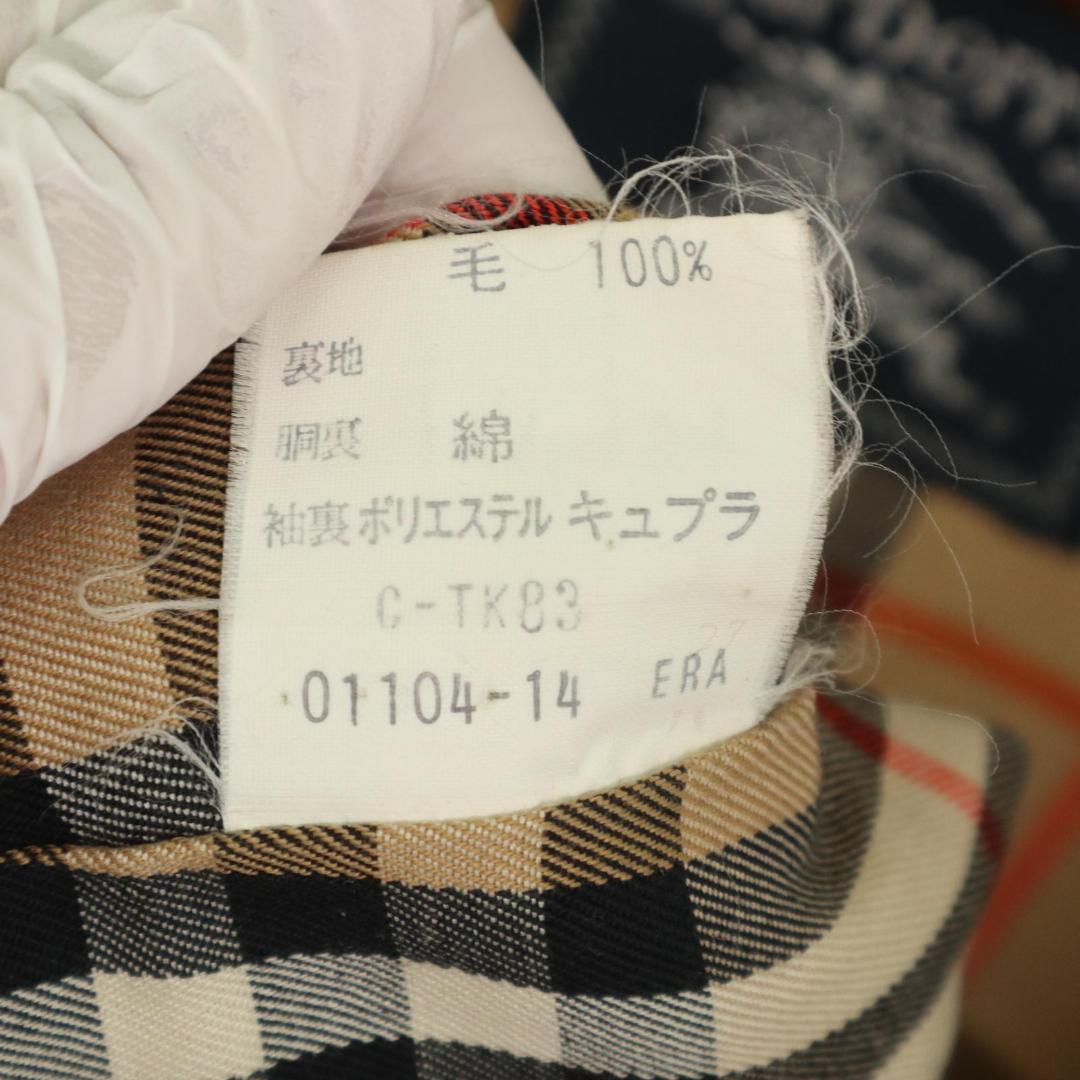 毛 100%
裏地
胴裏 綿
袖裏 ポリエステル キュプラ
C-TK83
01104-14 ERA